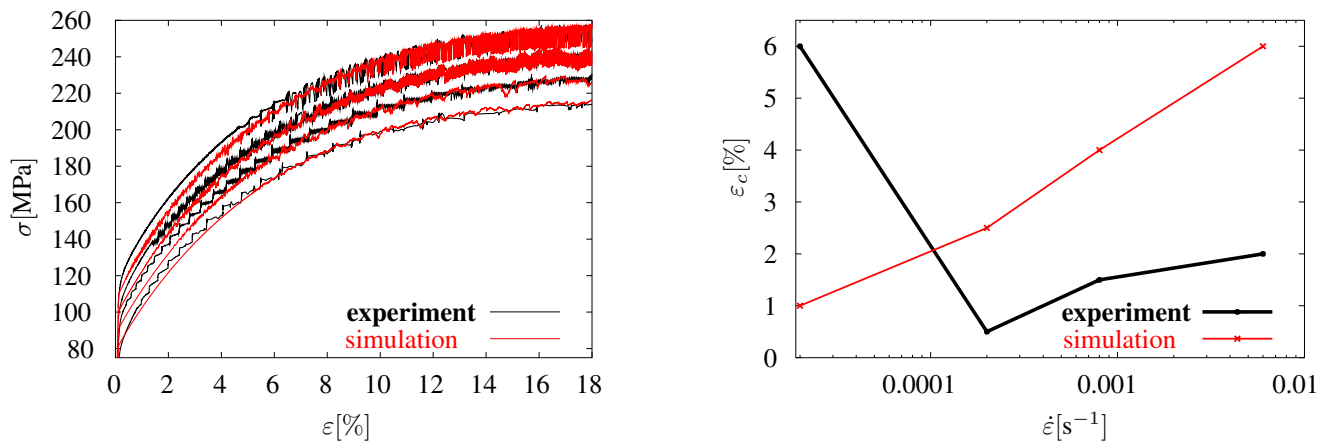 260
240
220
200
180
160
140
120
100
80
σ[MPa]
experiment
simulation
0 2 4 6 8 10 12 14 16 18
ε[%]
6
5
4
3
2
1
0
ε_c[%]
experiment
simulation
0.0001 0.001 0.01
ε̇[s⁻¹]